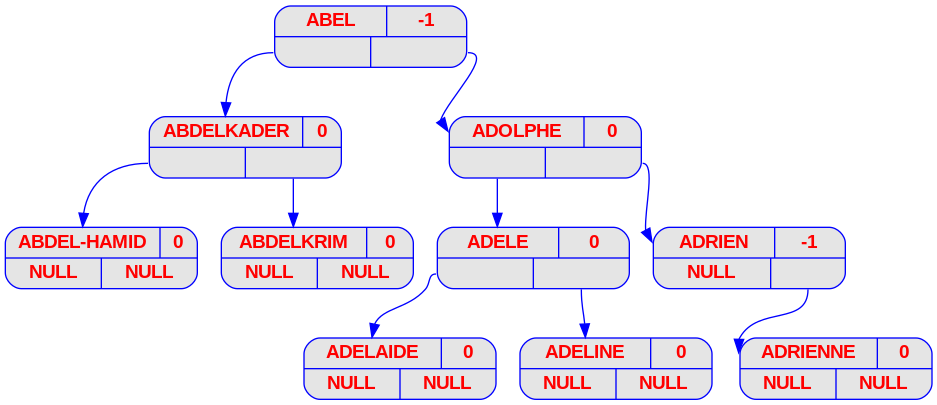 ABEL -1
ABDELKADER 0
ADOLPHE 0
ABDEL-HAMID 0
NULL NULL
ABDELKRIM 0
NULL NULL
ADELE 0
ADRIEN -1
NULL
ADELAIDE 0
NULL NULL
ADELINE 0
NULL NULL
ADRIENNE 0
NULL NULL